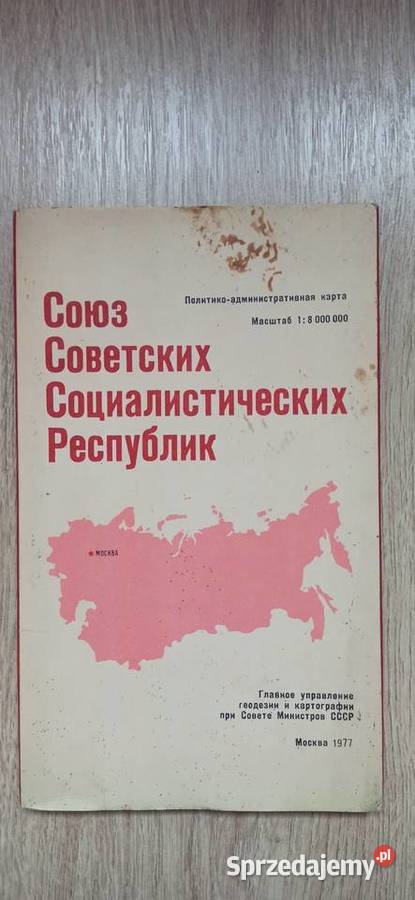 Политико-административная карта
Масштаб 1:8 000 000
Союз
Советских
Социалистических
Республик
МОСКВА
Главное управление
геодезии и картографии
при Совете Министров СССР
Москва 1977
Sprzedajemy.pl